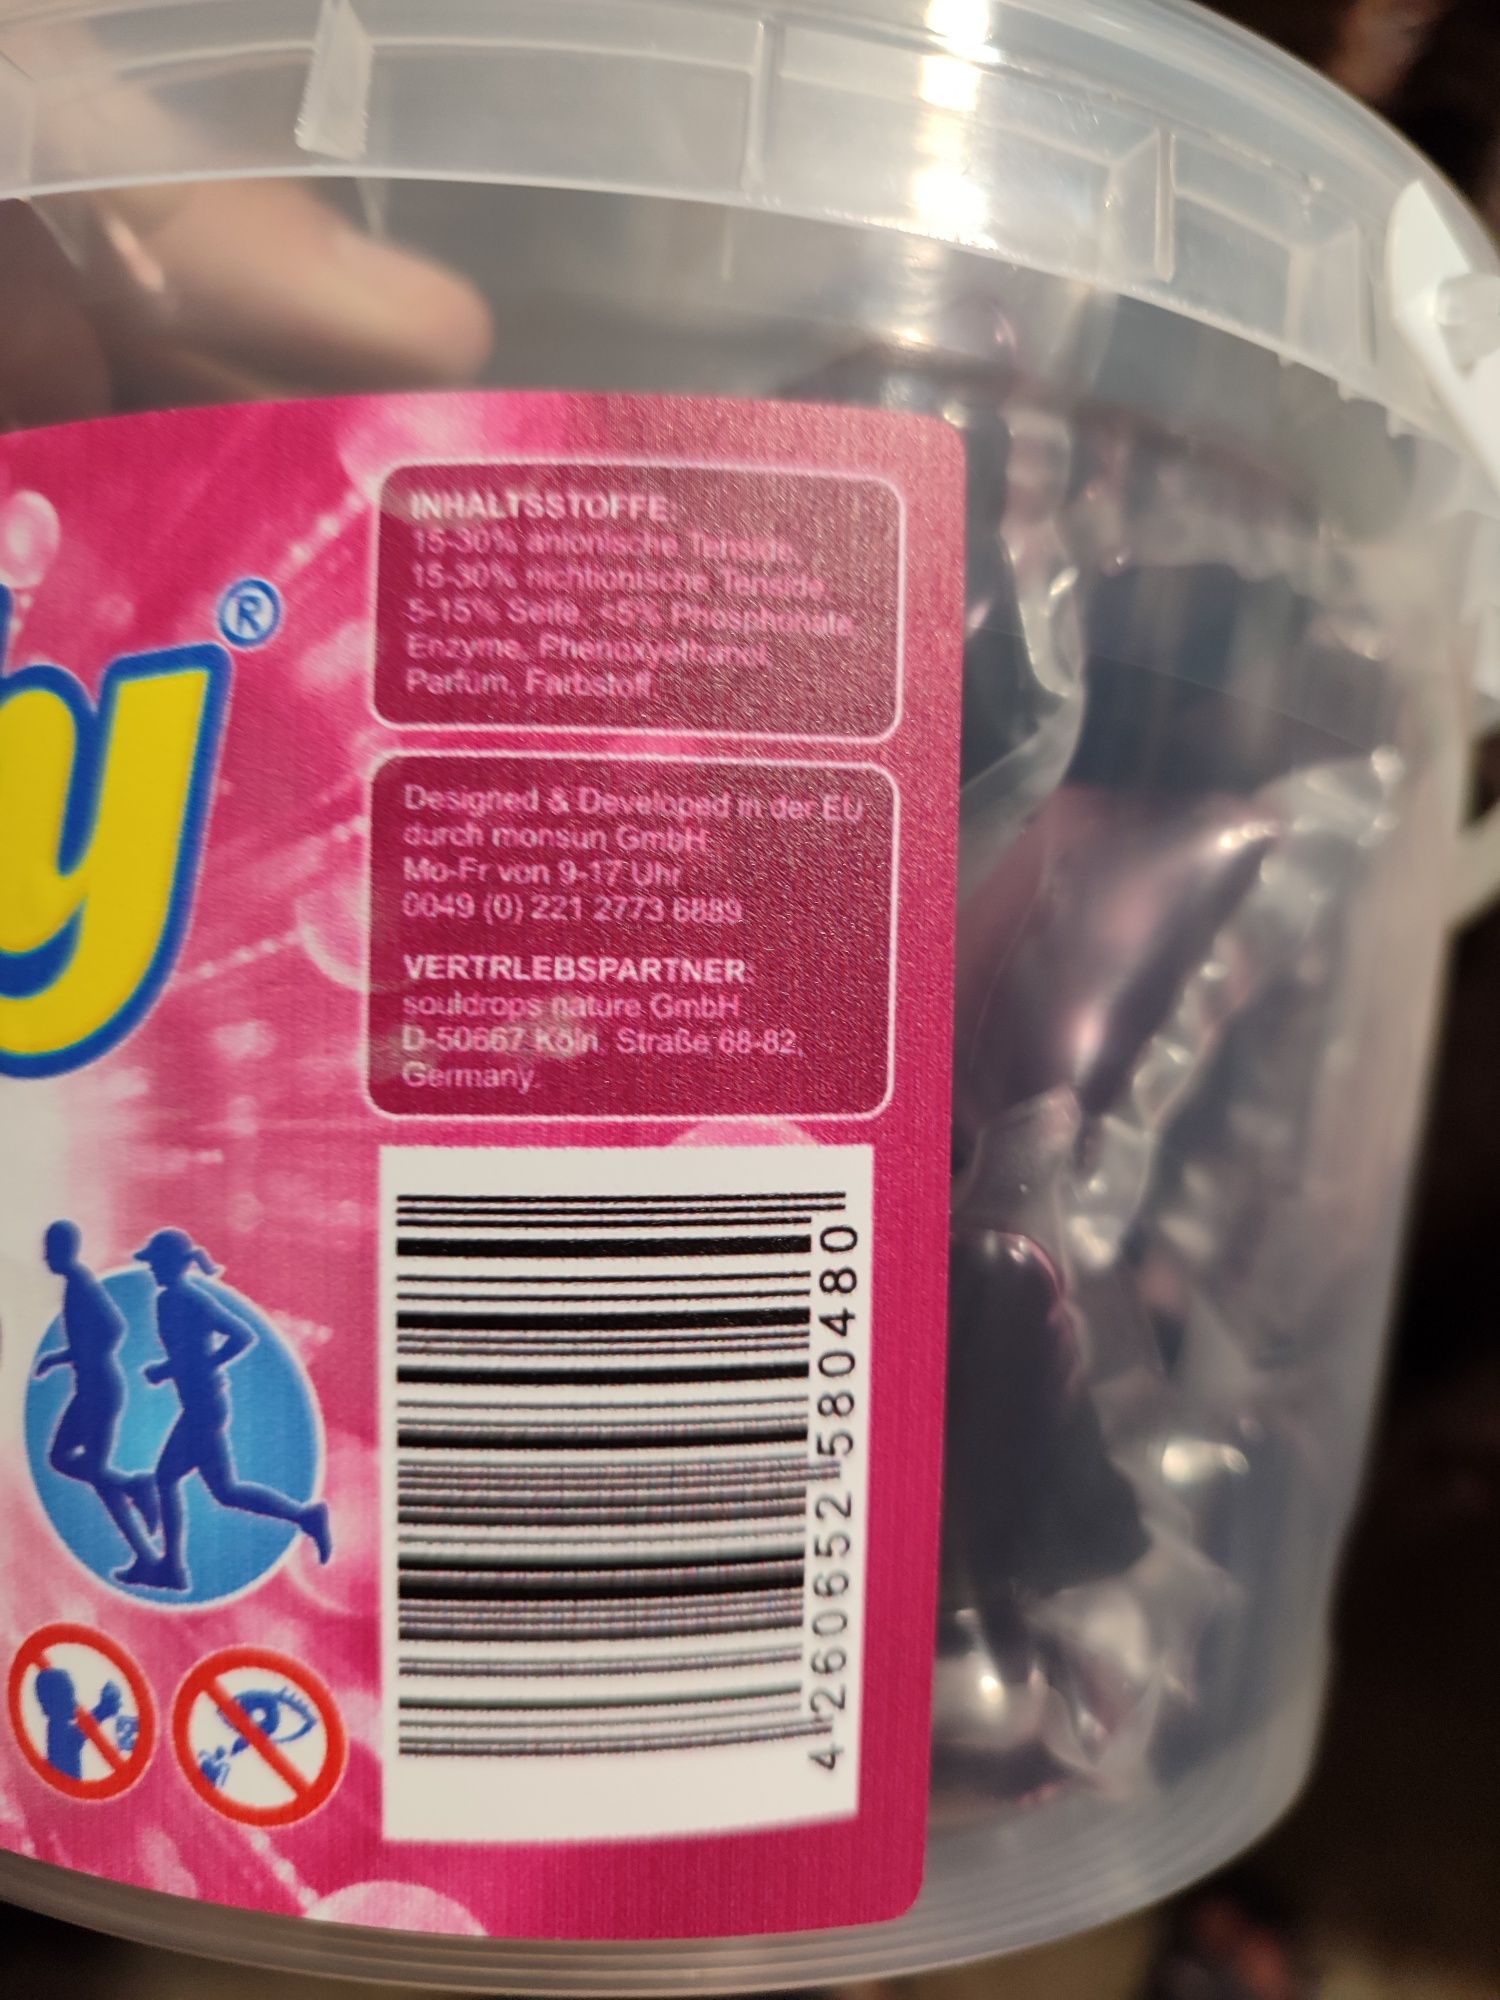 y®
INHALTSSTOFFE:
15-30% anionische Tenside,
15-30% nichtionische Tenside,
5-15% Seife, <5% Phosphonate,
Enzyme, Phenoxyethanol,
Parfum, Farbstoff
Designed & Developed in der EU
durch monsun GmbH
Mo-Fr von 9-17 Uhr
0049 (0) 221 2773 6889
VERTRLEBSPARTNER:
souldrops nature GmbH
D-50667 Köln, Straße 68-82,
Germany.
4 260652 580480